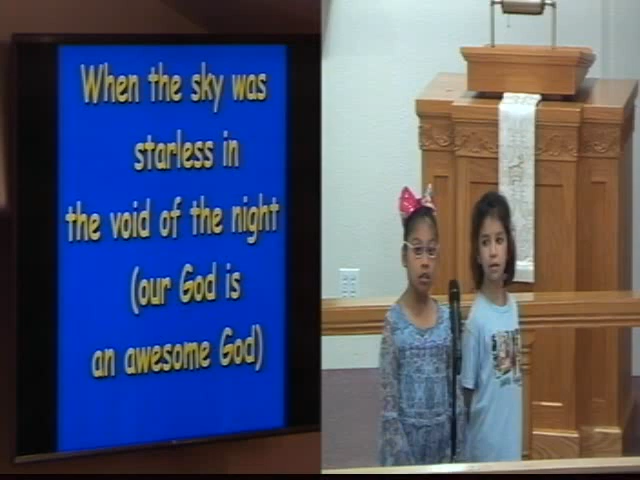 When the sky was
starless in
the void of the night
(our God is
an awesome God)